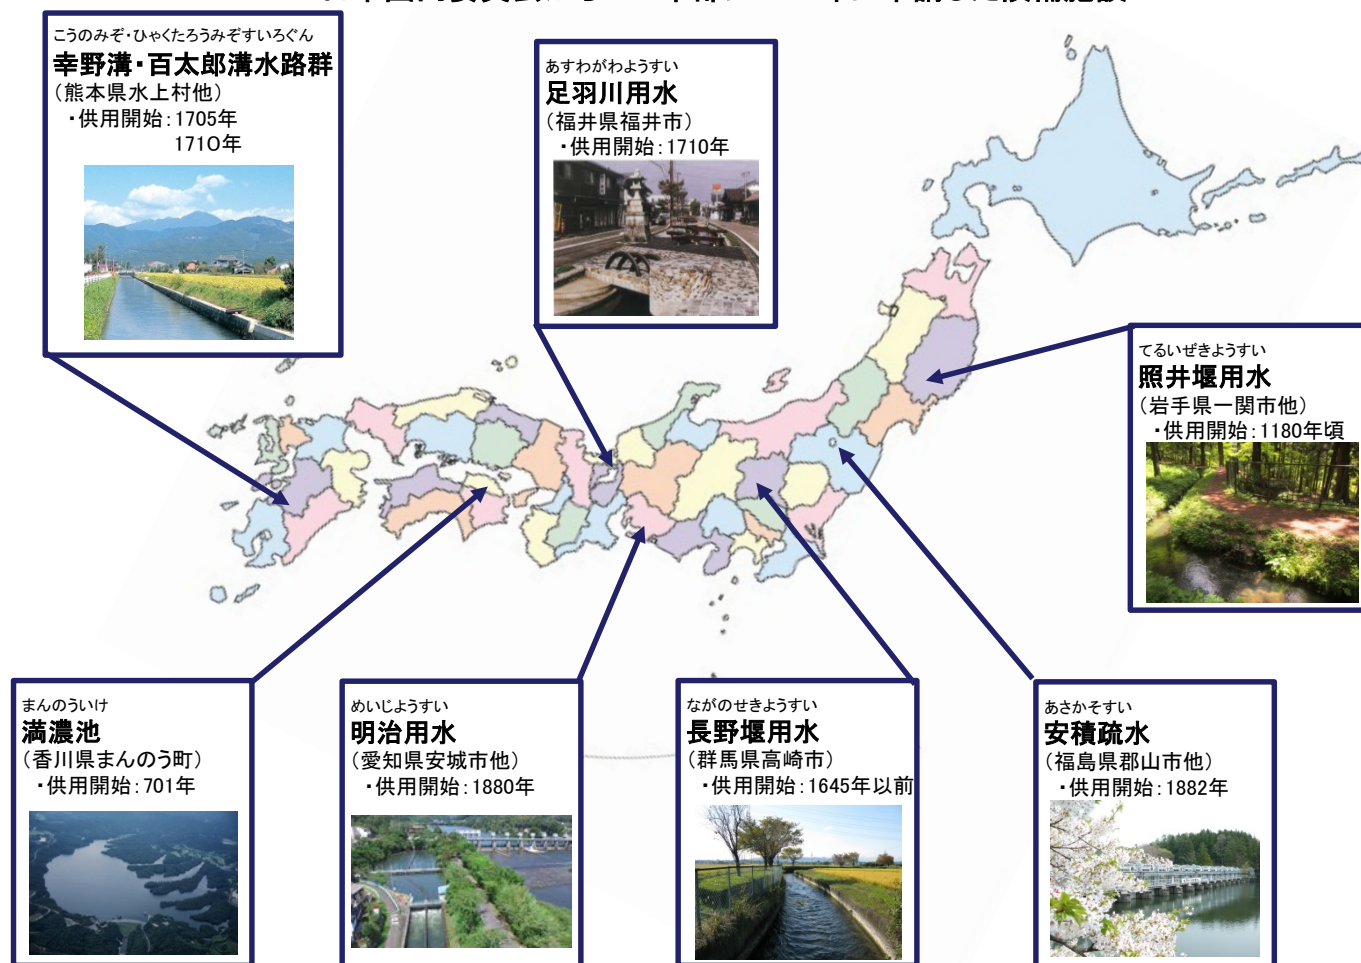 こうのみぞ・ひゃくたろうみぞすいろぐん
幸野溝・百太郎溝水路群
(熊本県水上村他)
・供用開始:1705年
1710年
あすわがわようすい
足羽川用水
(福井県福井市)
・供用開始:1710年
てるいぜきようすい
照井堰用水
(岩手県一関市他)
・供用開始:1180年頃
まんのういけ
満濃池
(香川県まんのう町)
・供用開始:701年
めいじようすい
明治用水
(愛知県安城市他)
・供用開始:1880年
ながのせきようすい
長野堰用水
(群馬県高崎市)
・供用開始:1645年以前
あさかそすい
安積疏水
(福島県郡山市他)
・供用開始:1882年